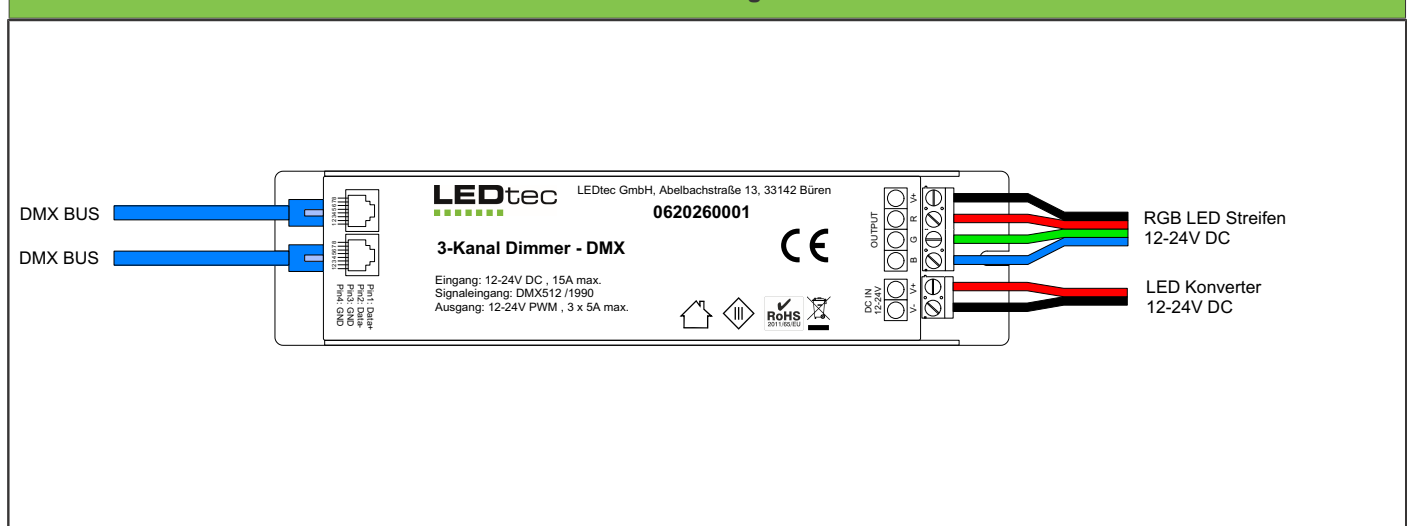 DMX BUS
DMX BUS
12345678
12345678
Pin1: Data+
Pin2: Data-
Pin3: GND
Pin4: GND
LEDtec
LEDtec GmbH, Abelbachstraße 13, 33142 Büren
0620260001
3-Kanal Dimmer - DMX
Eingang: 12-24V DC , 15A max.
Signaleingang: DMX512 /1990
Ausgang: 12-24V PWM , 3 x 5A max.
CE
III
RoHS
2011/65/EU
OUTPUT
V+
R
G
B
DC IN
12-24V
V+
V-
RGB LED Streifen
12-24V DC
LED Konverter
12-24V DC